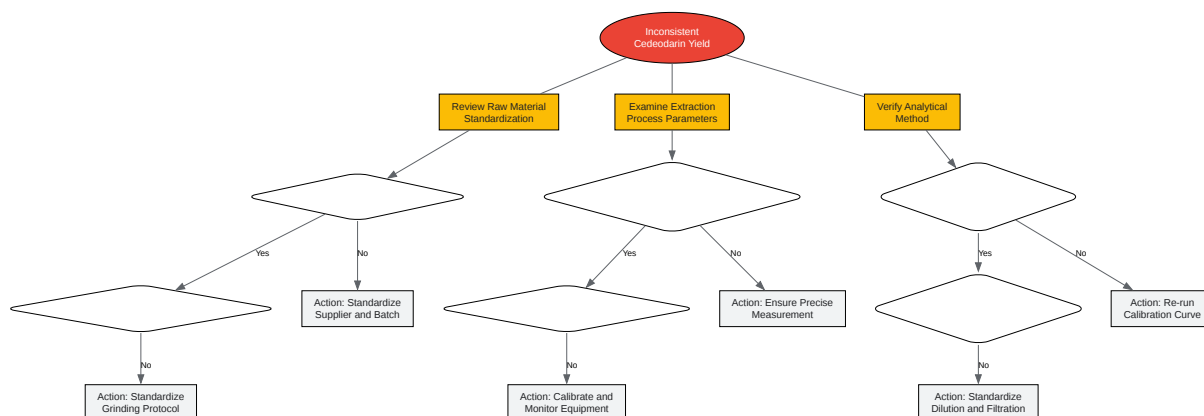 Inconsistent
Cedeodarin Yield
Review Raw Material
Standardization
Examine Extraction
Process Parameters
Verify Analytical
Method
Yes
No
Yes
No
Yes
No
Action: Standardize
Supplier and Batch
Action: Ensure Precise
Measurement
Action: Re-run
Calibration Curve
No
No
No
Action: Standardize
Grinding Protocol
Action: Calibrate and
Monitor Equipment
Action: Standardize
Dilution and Filtration